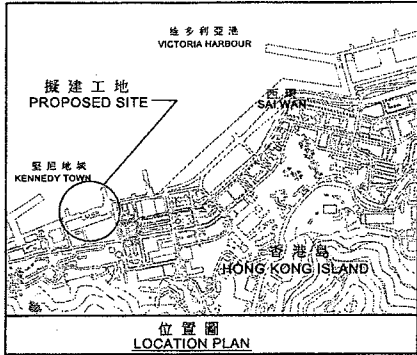 維多利亞港
VICTORIA HARBOUR
擬建工地
PROPOSED SITE
西環
SAI WAN
堅尼地城
KENNEDY TOWN
香港島
HONG KONG ISLAND
位置圖
LOCATION PLAN